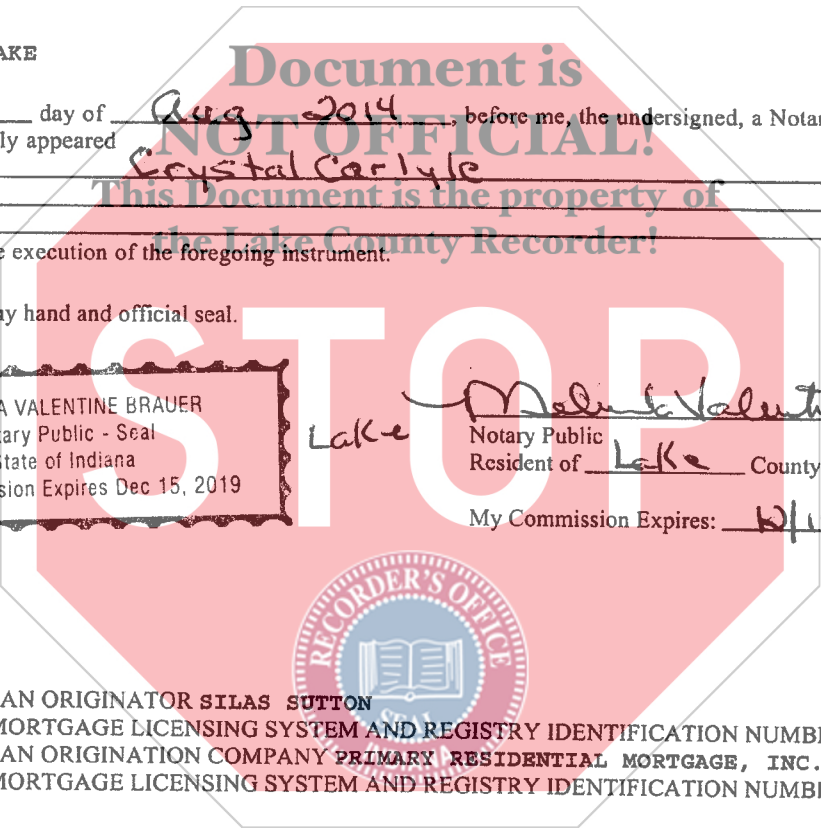 AKE
Document is
day of Aug 2014, before me, the undersigned, a Notar
NOT OFFICIAL!
ly appeared
Crystal Carlyle
This Document is the property of
the Lake County Recorder!
e execution of the foregoing instrument.
y hand and official seal.
STOP
A VALENTINE BRAUER
ary Public - Seal
State of Indiana
sion Expires Dec 15, 2019
Lake
Notary Public
Resident of Lake County
My Commission Expires:
RECORDER'S OFFICE
SEAL
INDIANA
AN ORIGINATOR SILAS SUTTON
MORTGAGE LICENSING SYSTEM AND REGISTRY IDENTIFICATION NUMBE
AN ORIGINATION COMPANY PRIMARY RESIDENTIAL MORTGAGE, INC.
MORTGAGE LICENSING SYSTEM AND REGISTRY IDENTIFICATION NUMBE